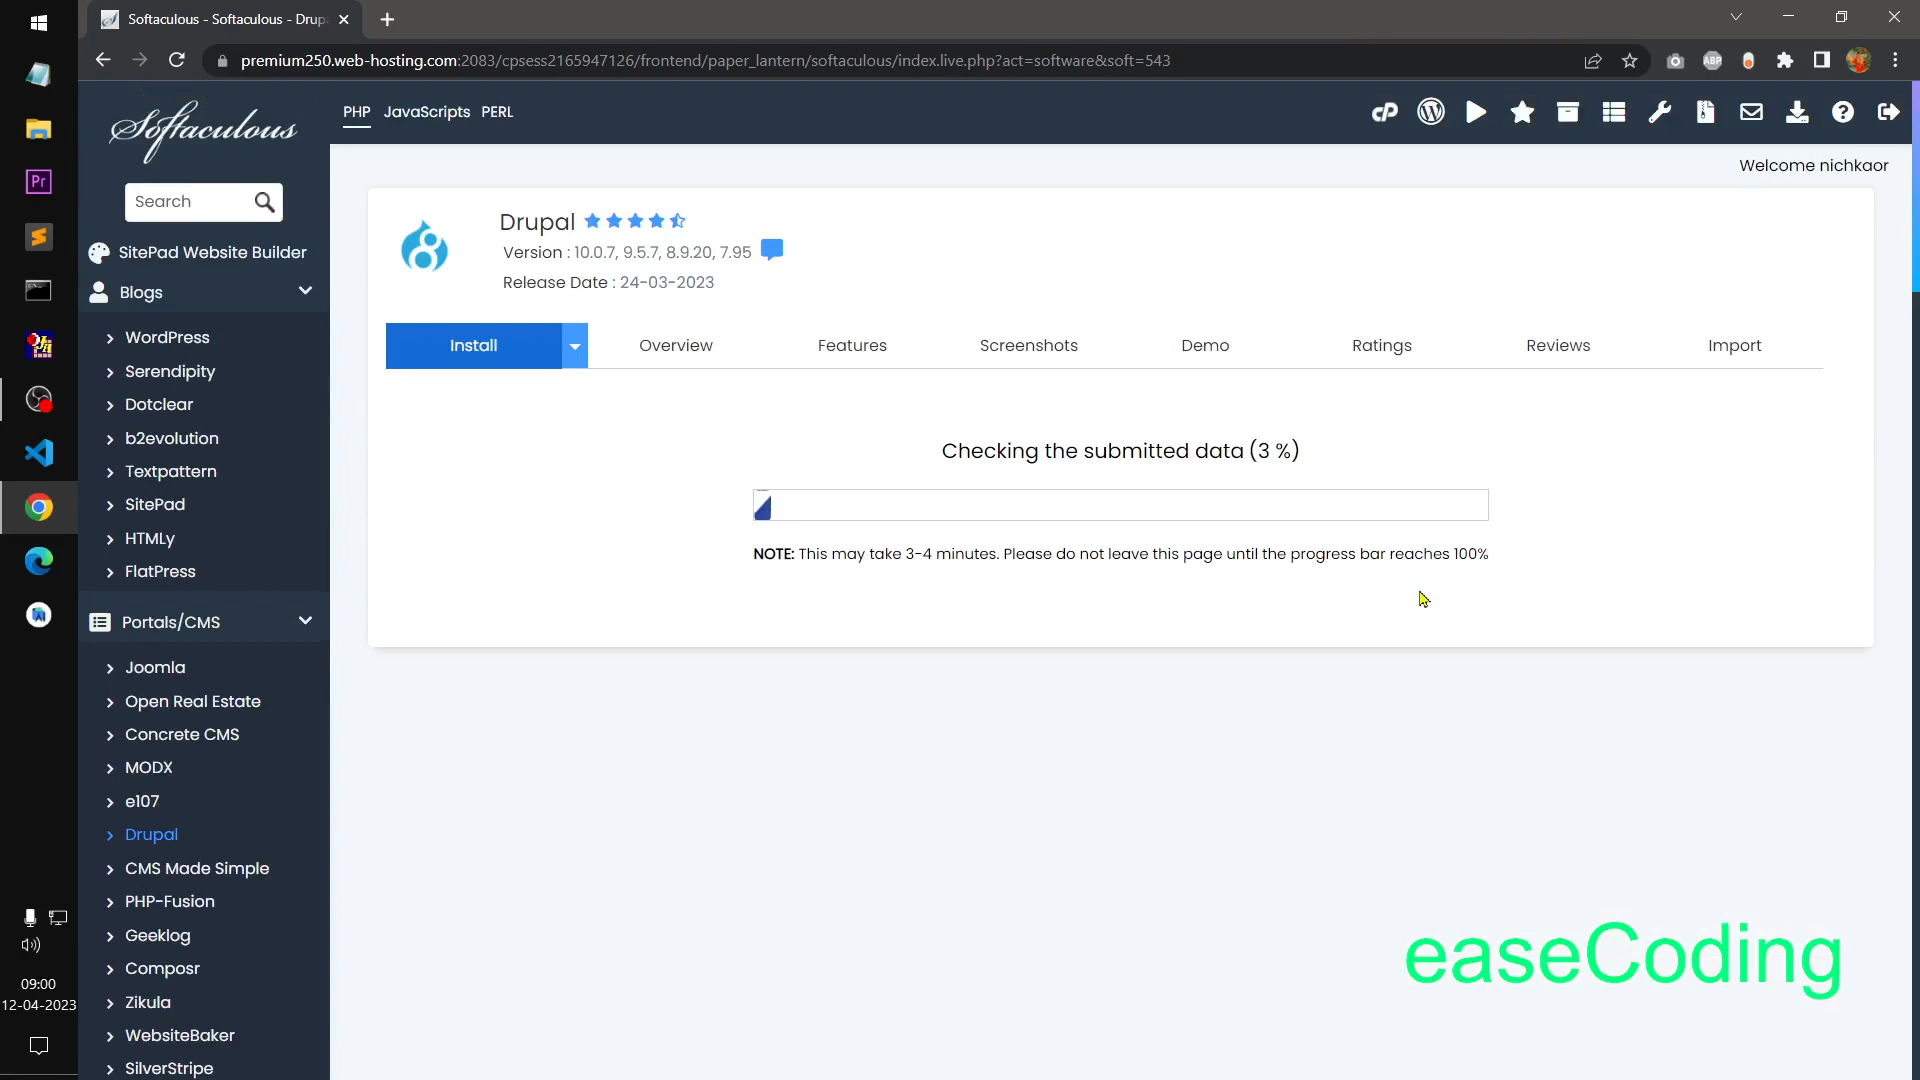 Softaculous - Softaculous - Drup
premium250.web-hosting.com:2083/cpsess2165947126/frontend/paper_lantern/softaculous/index.live.php?act=software&soft=543
ABP
Pr
Softaculous
PHP JavaScripts PERL
Welcome nichkaor
Search
SitePad Website Builder
Blogs
WordPress
Serendipity
Dotclear
b2evolution
Textpattern
SitePad
HTMLy
FlatPress
Portals/CMS
Joomla
Open Real Estate
Concrete CMS
MODX
e107
Drupal
CMS Made Simple
PHP-Fusion
Geeklog
Composr
Zikula
WebsiteBaker
SilverStripe
Drupal
Version : 10.0.7, 9.5.7, 8.9.20, 7.95
Release Date : 24-03-2023
Install Overview Features Screenshots Demo Ratings Reviews Import
Checking the submitted data (3 %)
NOTE: This may take 3-4 minutes. Please do not leave this page until the progress bar reaches 100%
easeCoding
09:00
12-04-2023